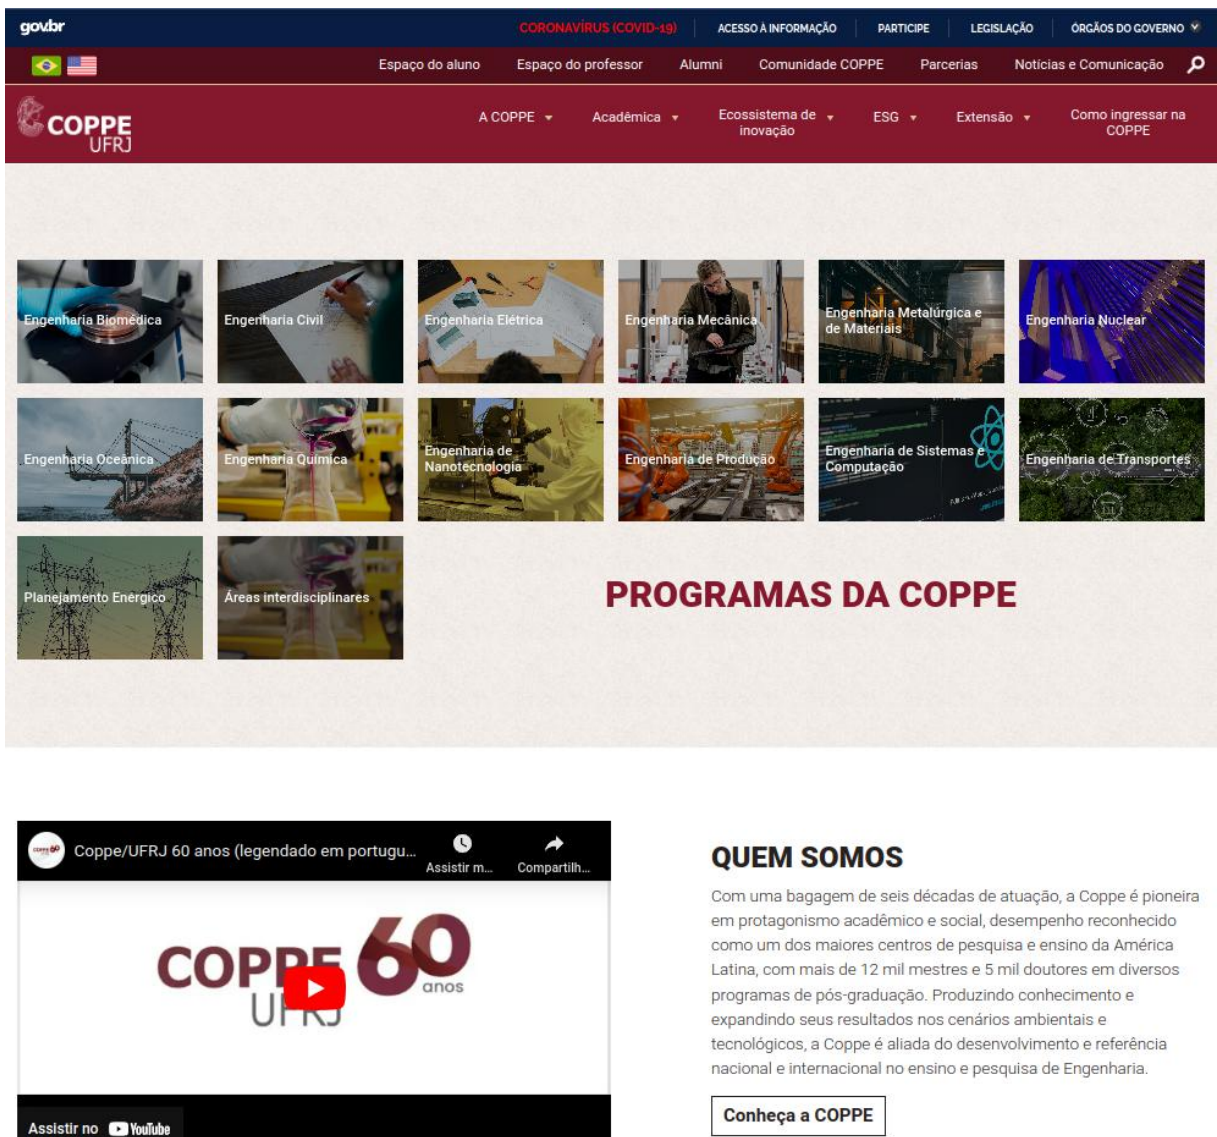 govbr
CORONAVÍRUS (COVID-19)
ACESSO À INFORMAÇÃO
PARTICIPE
LEGISLAÇÃO
ÓRGÃOS DO GOVERNO
Espaço do aluno
Espaço do professor
Alumni
Comunidade COPPE
Parcerias
Notícias e Comunicação
COPPE
UFRJ
A COPPE
Acadêmica
Ecossistema de
inovação
ESG
Extensão
Como ingressar na
COPPE
Engenharia Biomédica
Engenharia Civil
Engenharia Elétrica
Engenharia Mecânica
Engenharia Metalúrgica e
de Materiais
Engenharia Nuclear
Engenharia Oceânica
Engenharia Química
Engenharia de
Nanotecnologia
Engenharia de Produção
Engenharia de Sistemas e
Computação
Engenharia de Transportes
Planejamento Enérgico
Áreas interdisciplinares
PROGRAMAS DA COPPE
Coppe/UFRJ 60 anos (legendado em portugu...
Assistir m...
Compartilh...
COPPE 60
UFRJ
anos
Assistir no YouTube
QUEM SOMOS
Com uma bagagem de seis décadas de atuação, a Coppe é pioneira
em protagonismo acadêmico e social, desempenho reconhecido
como um dos maiores centros de pesquisa e ensino da América
Latina, com mais de 12 mil mestres e 5 mil doutores em diversos
programas de pós-graduação. Produzindo conhecimento e
expandindo seus resultados nos cenários ambientais e
tecnológicos, a Coppe é aliada do desenvolvimento e referência
nacional e internacional no ensino e pesquisa de Engenharia.
Conheça a COPPE